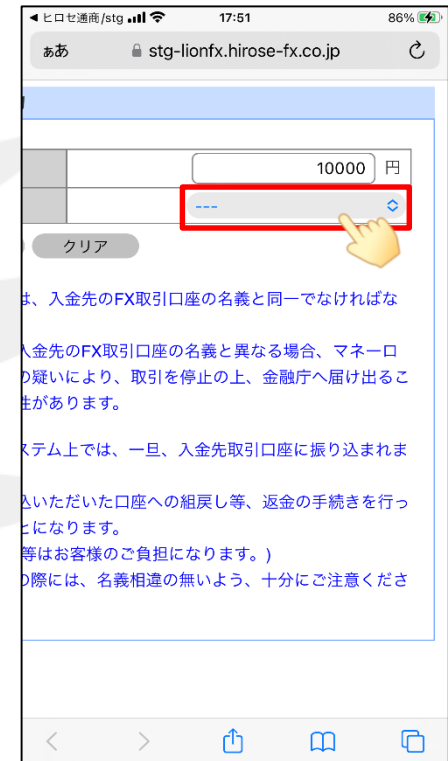 ◀ヒロセ通商/stg 17:51 86%
ぁあ stg-lionfx.hirose-fx.co.jp
10000 円
---
クリア
は、入金先のFX取引口座の名義と同一でなければな
入金先のFX取引口座の名義と異なる場合、マネーロ
の疑いにより、取引を停止の上、金融庁へ届け出るこ
性があります。
ステム上では、一旦、入金先取引口座に振り込まれま
込いただいた口座への組戻し等、返金の手続きを行っ
とになります。
等はお客様のご負担になります。)
の際には、名義相違の無いよう、十分にご注意くださ